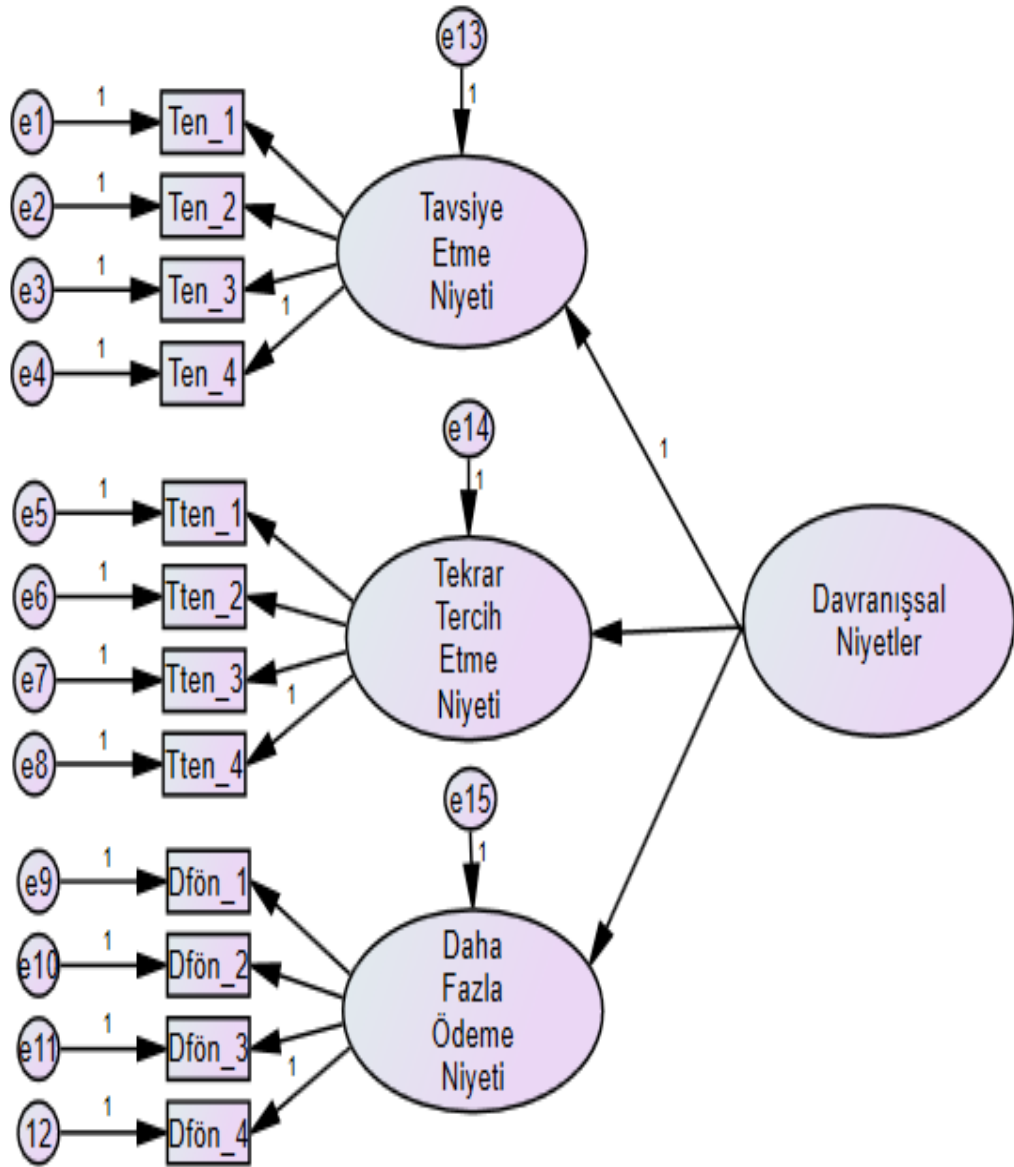 e13
1
e1
1
Ten_1
e2
1
Ten_2
e3
1
Ten_3
1
e4
1
Ten_4
Tavsiye
Etme
Niyeti
1
e14
1
e5
1
Tten_1
e6
1
Tten_2
e7
1
Tten_3
1
e8
1
Tten_4
Tekrar
Tercih
Etme
Niyeti
Davranışsal
Niyetler
e15
1
e9
1
Dfön_1
e10
1
Dfön_2
e11
1
Dfön_3
1
12
1
Dfön_4
Daha
Fazla
Ödeme
Niyeti